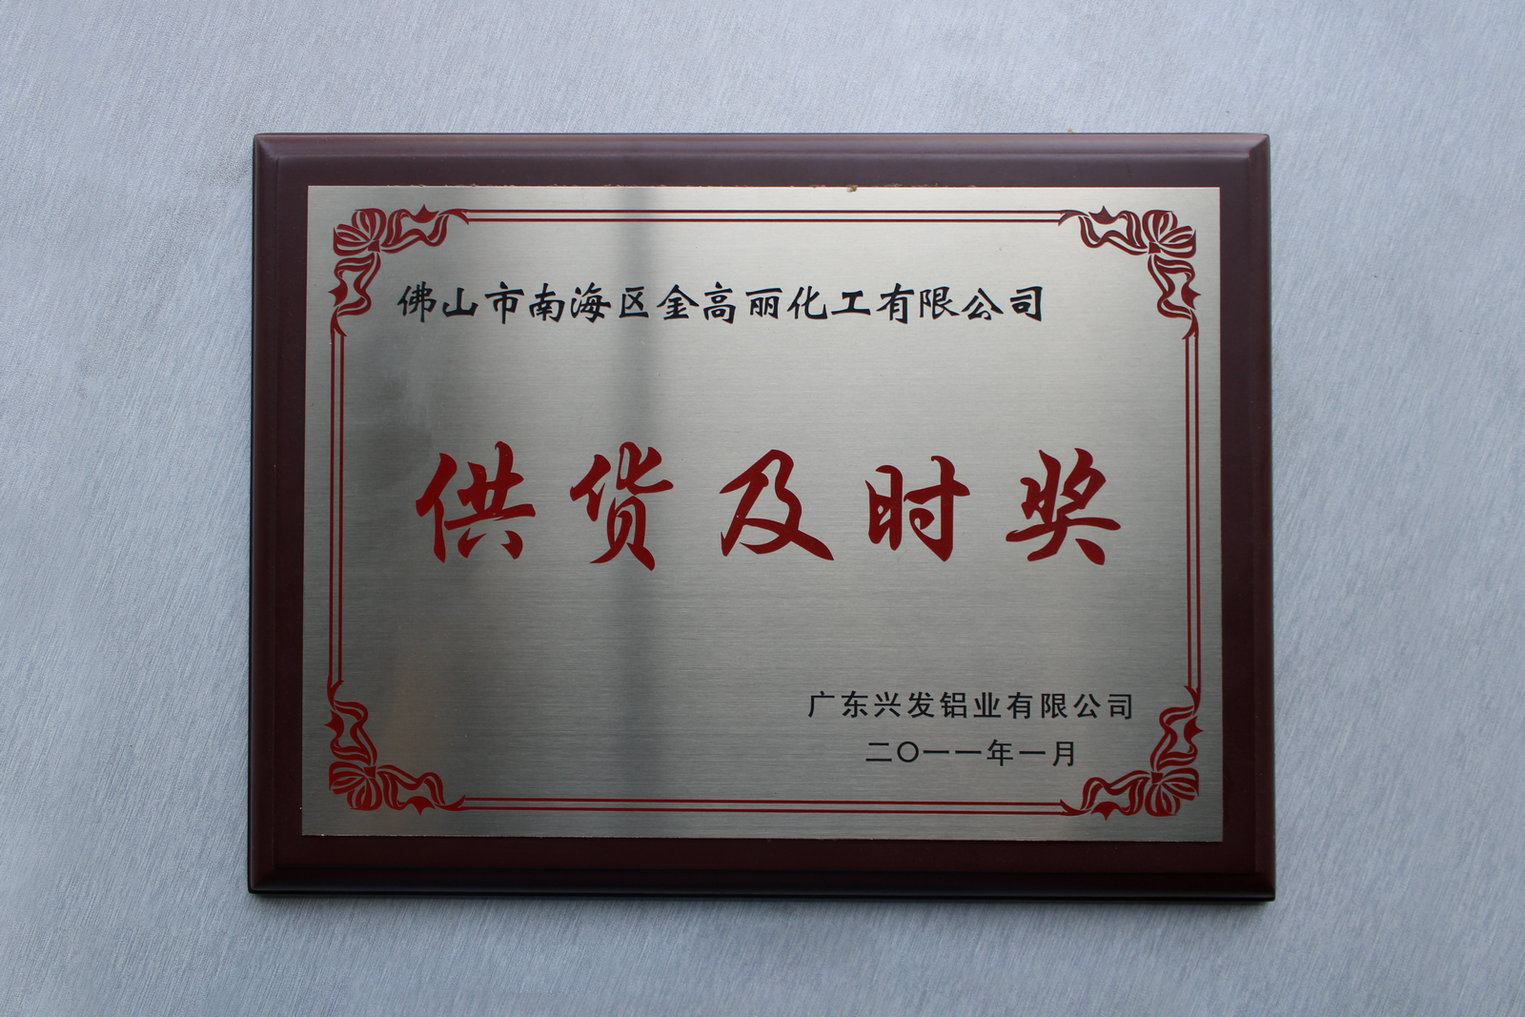 佛山市南海区金高丽化工有限公司
供货及时奖
广东兴发铝业有限公司
二〇一一年一月